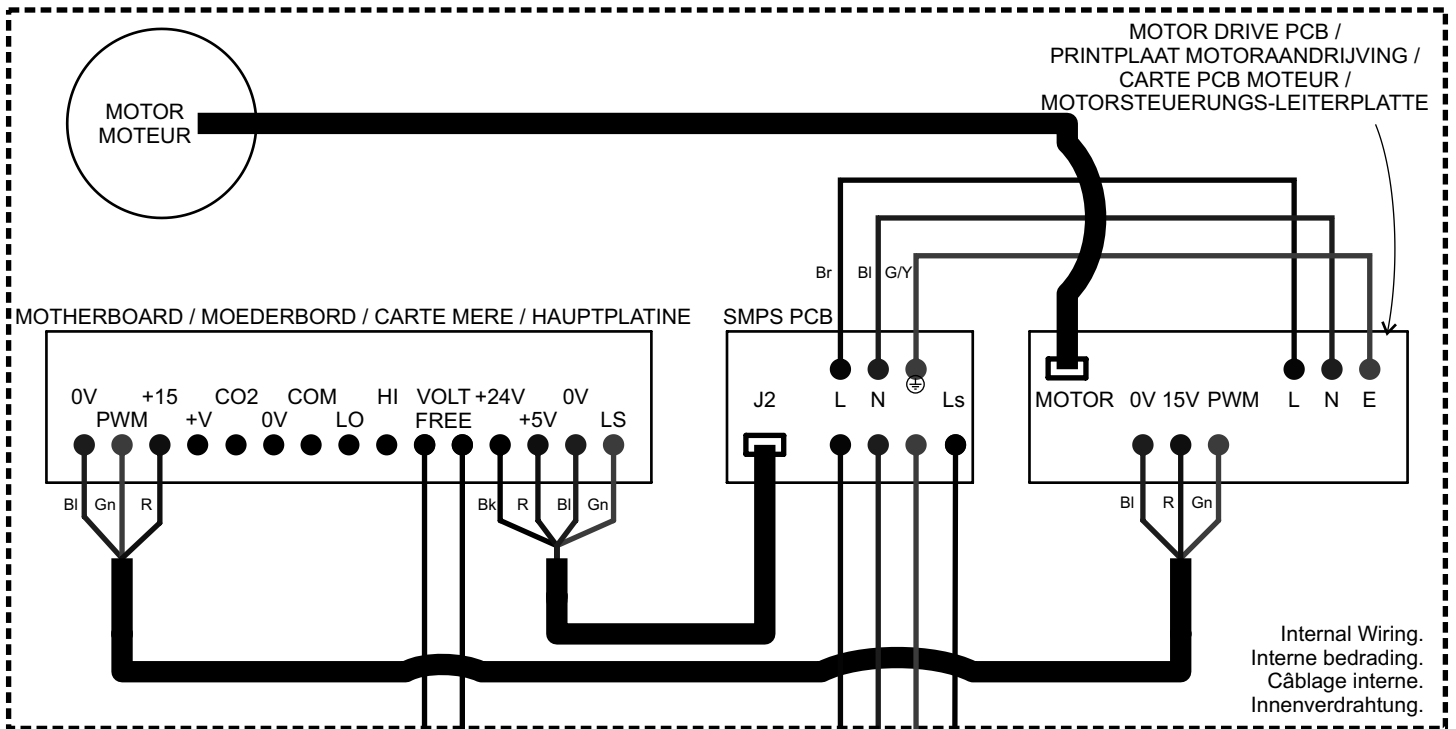 MOTOR DRIVE PCB /
PRINTPLAAT MOTORAANDRIJVING /
CARTE PCB MOTEUR /
MOTORSTEUERUNGS-LEITERPLATTE
MOTOR
MOTEUR
Br Bl G/Y
MOTHERBOARD / MOEDERBORD / CARTE MERE / HAUPTPLATINE
0V +15 CO2 COM HI VOLT +24V 0V
PWM +V 0V LO FREE +5V LS
Bl Gn R Bk R Bl Gn
SMPS PCB
J2 L N Ls
MOTOR 0V 15V PWM L N E
Bl R Gn
Internal Wiring.
Interne bedrading.
Câblage interne.
Innenverdrahtung.